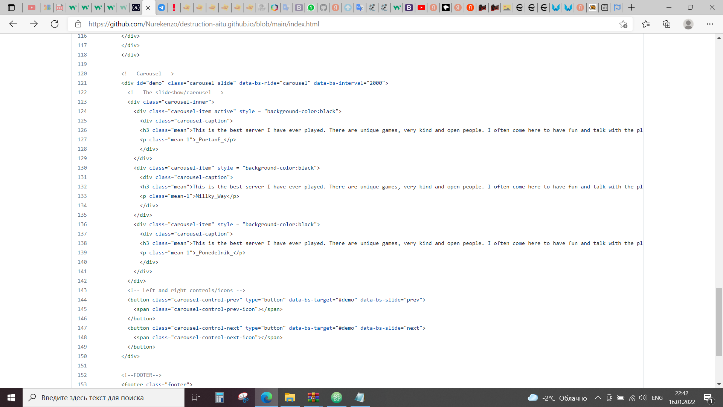 https://github.com/Nurekenzo/destruction-situ.github.io/blob/main/index.html
116 </div>
117 </div>
118 </div>
119
120 <!-- Carousel -->
121 <div id="demo" class="carousel slide" data-bs-ride="carousel" data-bs-interval="2000">
122 <!-- The slideshow/carousel -->
123 <div class="carousel-inner">
124 <div class="carousel-item active" style = "background-color:black">
125 <div class="carousel-caption">
126 <h3 class="mean">This is the best server I have ever played. There are unique games, very kind and open people. I often come here to have fun and talk with the pl
127 <p class="mean-1">_Poetanf_s</p>
128 </div>
129 </div>
130 <div class="carousel-item" style = "background-color:black">
131 <div class="carousel-caption">
132 <h3 class="mean">This is the best server I have ever played. There are unique games, very kind and open people. I often come here to have fun and talk with the pl
133 <p class="mean-1">Milky_Way</p>
134 </div>
135 </div>
136 <div class="carousel-item" style = "background-color:black">
137 <div class="carousel-caption">
138 <h3 class="mean">This is the best server I have ever played. There are unique games, very kind and open people. I often come here to have fun and talk with the pl
139 <p class="mean-1">_Ponedelnik_</p>
140 </div>
141 </div>
142 </div>
143 <!-- Left and right controls/icons -->
144 <button class="carousel-control-prev" type="button" data-bs-target="#demo" data-bs-slide="prev">
145 <span class="carousel-control-prev-icon"></span>
146 </button>
147 <button class="carousel-control-next" type="button" data-bs-target="#demo" data-bs-slide="next">
148 <span class="carousel-control-next-icon"></span>
149 </button>
150 </div>
151
152 <!--FOOTER-->
153 <footer class="footer">
Введите здесь текст для поиска
-2°C Облачно
ENG
22:42
16.01.2022